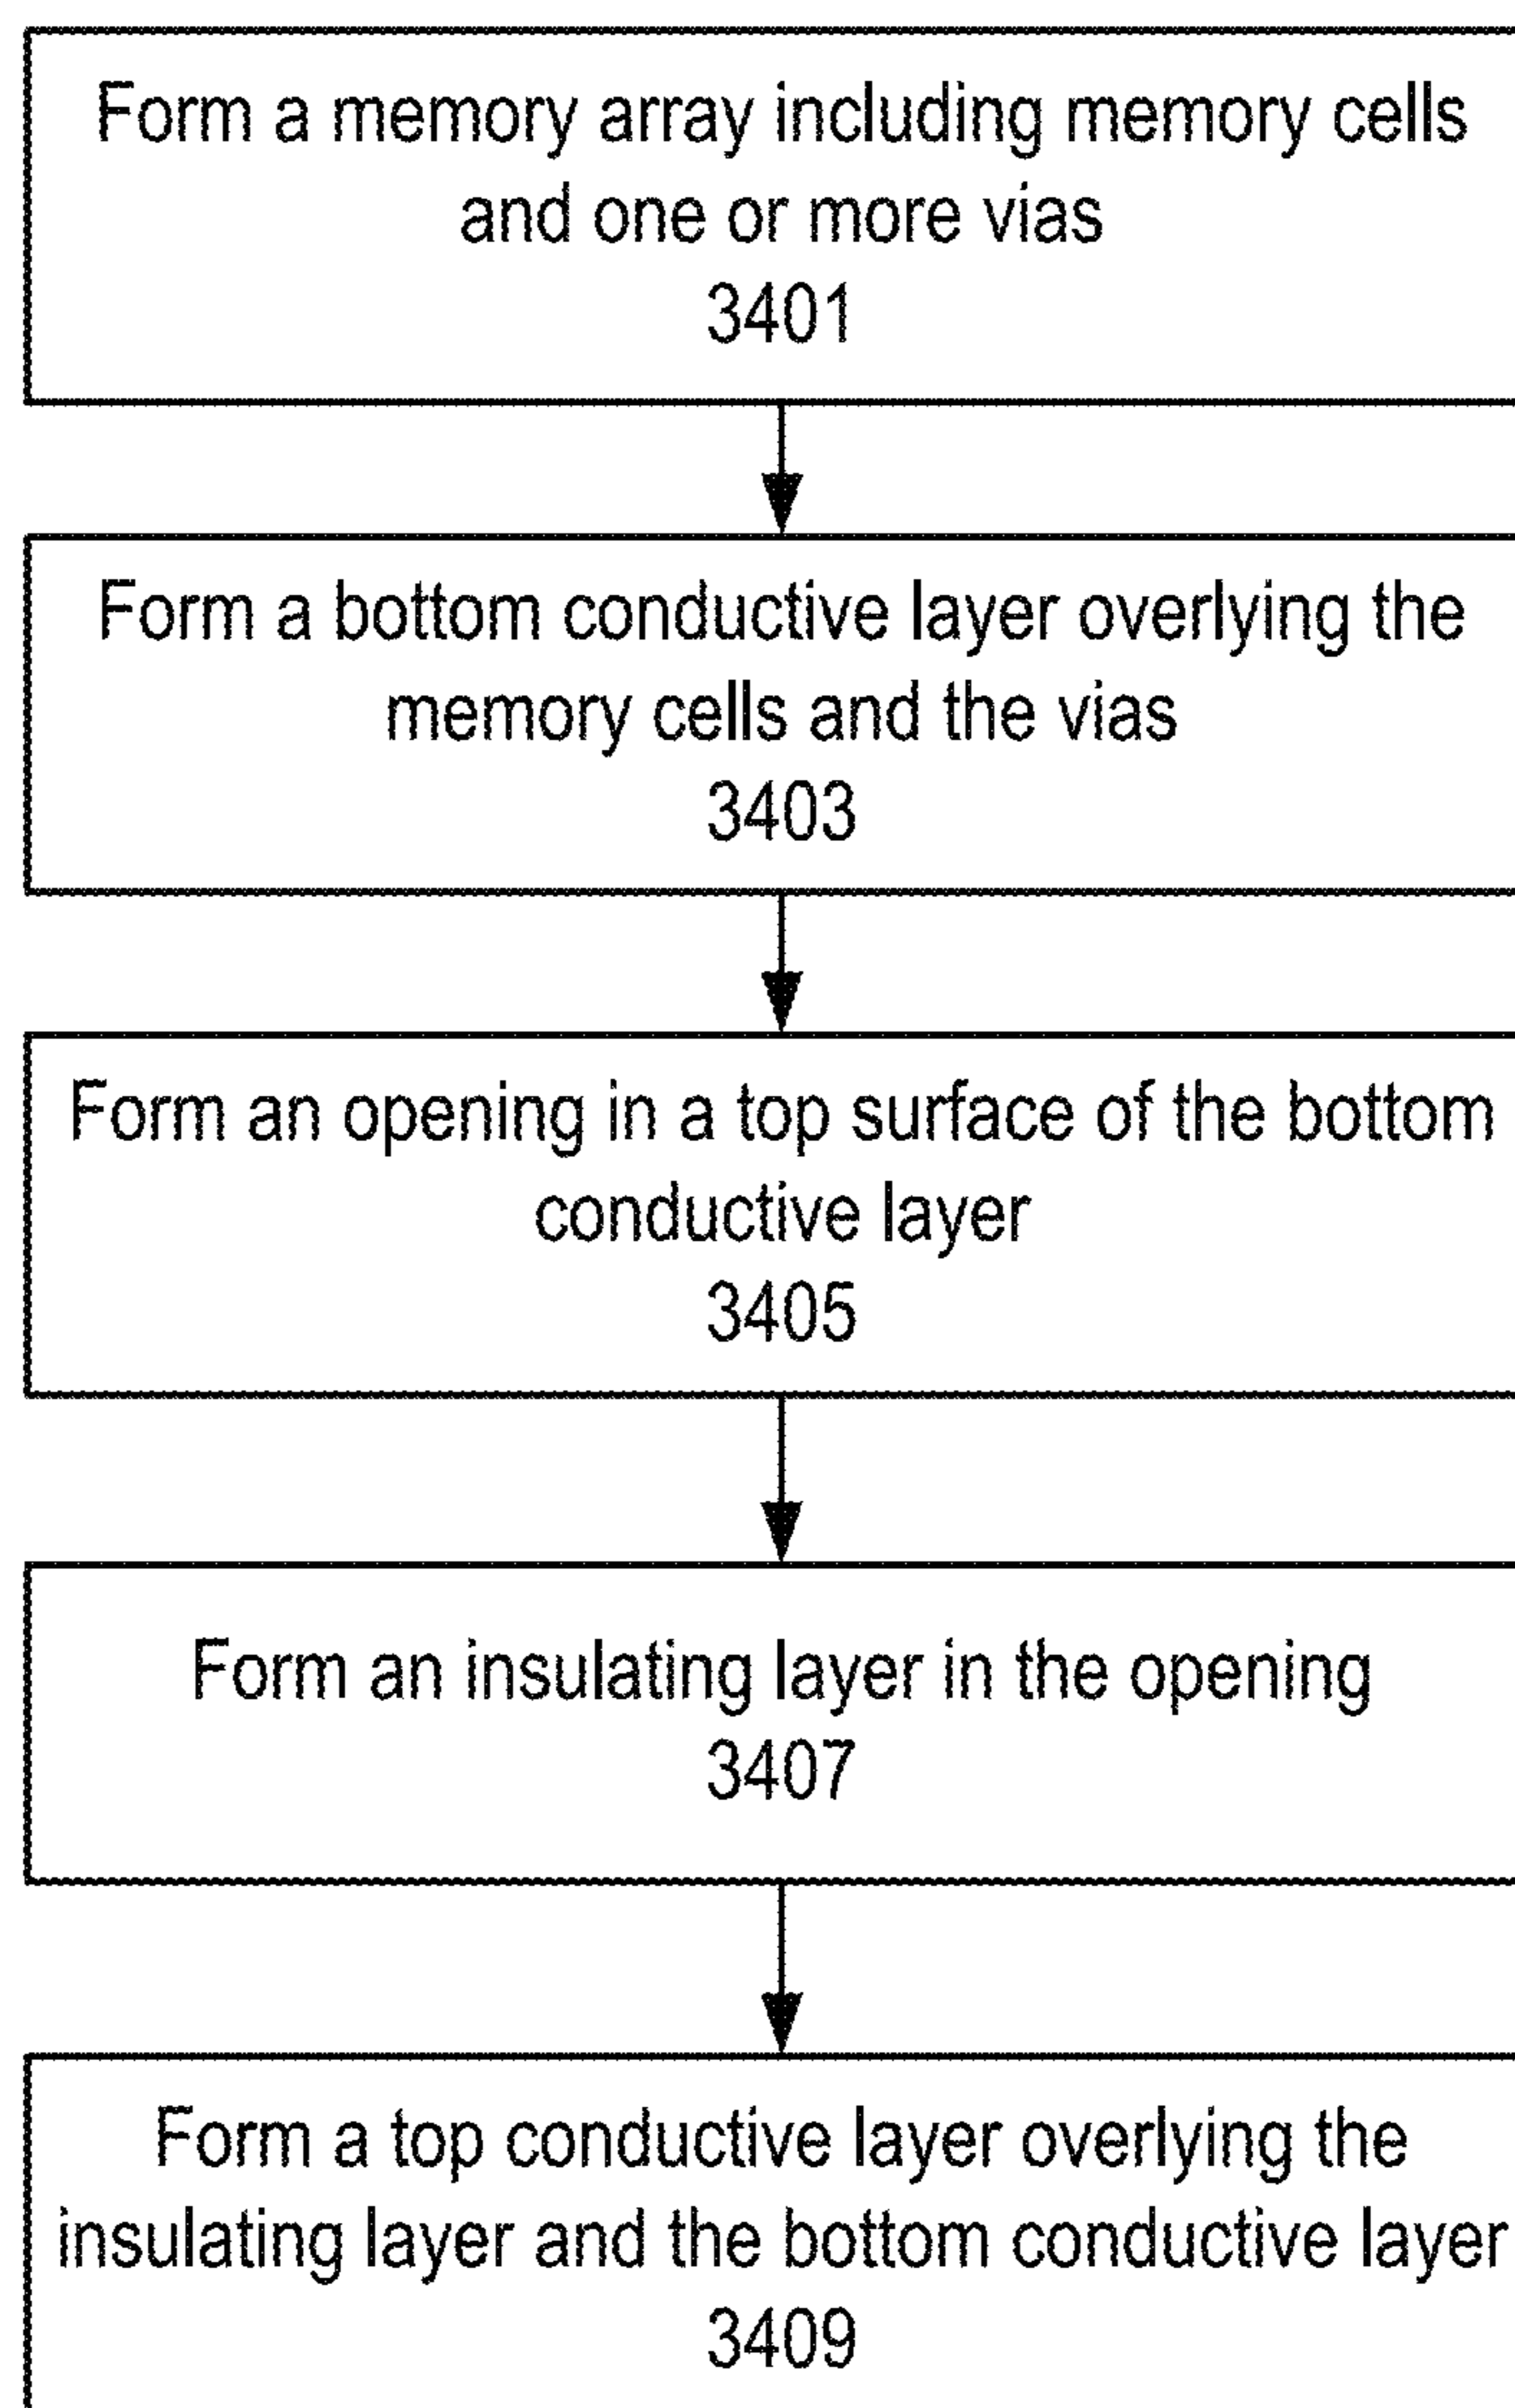 Form a memory array including memory cells
and one or more vias
3401
Form a bottom conductive layer overlying the
memory cells and the vias
3403
Form an opening in a top surface of the bottom
conductive layer
3405
Form an insulating layer in the opening
3407
Form a top conductive layer overlying the
insulating layer and the bottom conductive layer
3409